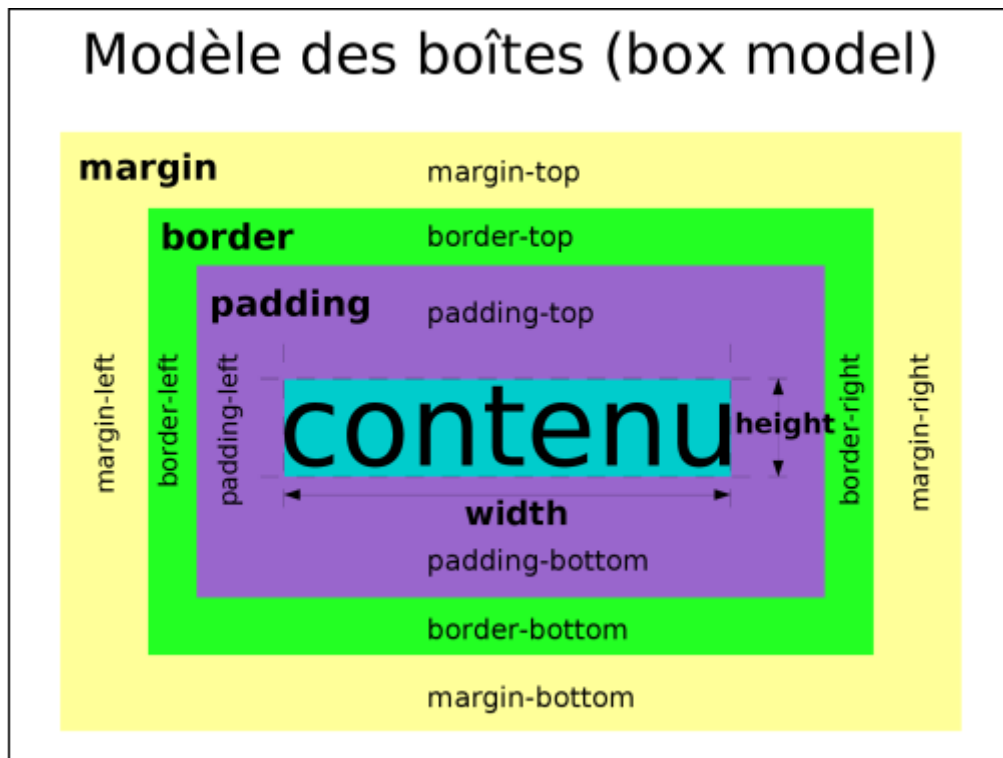 Modèle des boîtes (box model)
margin
margin-top
border
border-top
padding
padding-top
margin-left
border-left
padding-left
contenu
height
border-right
margin-right
width
padding-bottom
border-bottom
margin-bottom